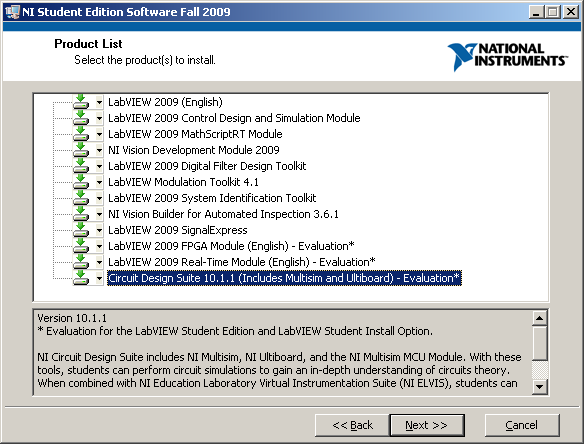 NI Student Edition Software Fall 2009
Product List
Select the product(s) to install.
NATIONAL
INSTRUMENTS
LabVIEW 2009 (English)
LabVIEW 2009 Control Design and Simulation Module
LabVIEW 2009 MathScriptRT Module
NI Vision Development Module 2009
LabVIEW 2009 Digital Filter Design Toolkit
LabVIEW Modulation Toolkit 4.1
LabVIEW 2009 System Identification Toolkit
NI Vision Builder for Automated Inspection 3.6.1
LabVIEW 2009 SignalExpress
LabVIEW 2009 FPGA Module (English) - Evaluation*
LabVIEW 2009 Real-Time Module (English) - Evaluation*
Circuit Design Suite 10.1.1 (Includes Multisim and Ultiboard) - Evaluation*
Version 10.1.1
* Evaluation for the LabVIEW Student Edition and LabVIEW Student Install Option.
NI Circuit Design Suite includes NI Multisim, NI Ultiboard, and the NI Multisim MCU Module. With these
tools, students can perform circuit simulations to gain an in-depth understanding of circuits theory.
When combined with NI Education Laboratory Virtual Instrumentation Suite (NI ELVIS), students can
<< Back
Next >>
Cancel